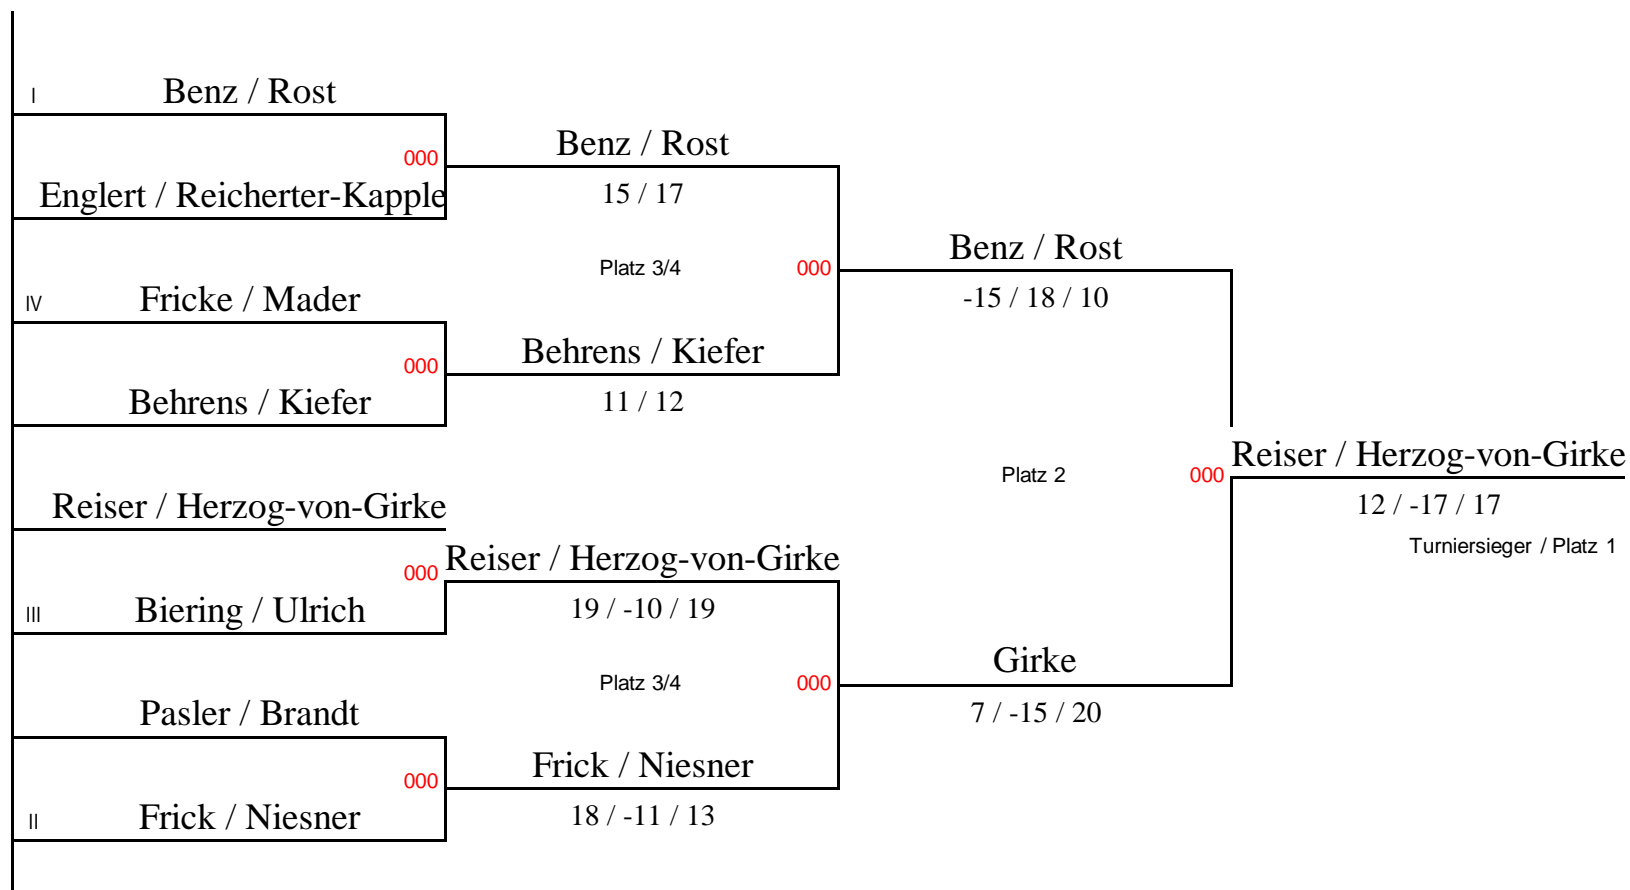 I Benz / Rost
000 Benz / Rost
Englert / Reicherter-Kapple 15 / 17
Benz / Rost
Platz 3/4 000
IV Fricke / Mader -15 / 18 / 10
000 Behrens / Kiefer
Behrens / Kiefer 11 / 12
Platz 2 000 Reiser / Herzog-von-Girke
Reiser / Herzog-von-Girke 12 / -17 / 17
Turniersieger / Platz 1
000 Reiser / Herzog-von-Girke
III Biering / Ulrich 19 / -10 / 19
Girke
Platz 3/4 000
Pasler / Brandt 7 / -15 / 20
000 Frick / Niesner
II Frick / Niesner 18 / -11 / 13